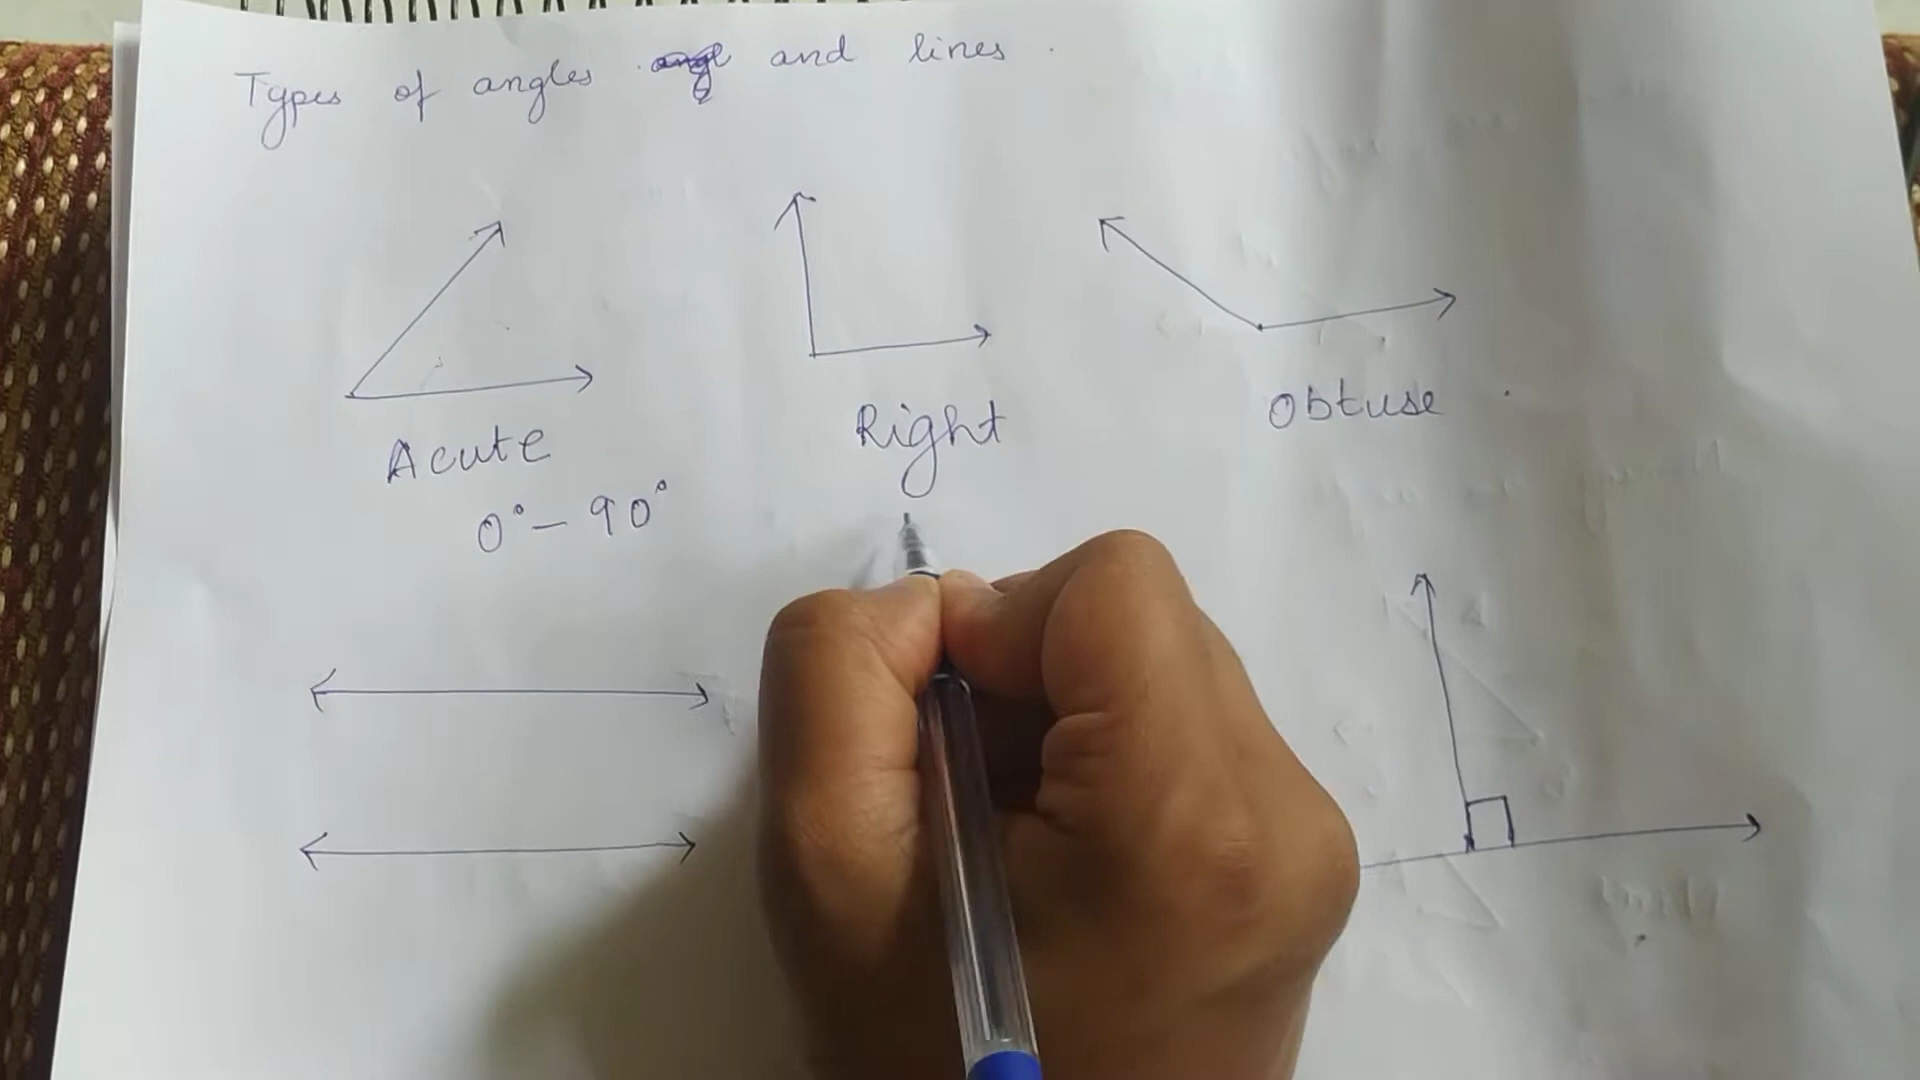 Types of angles and lines.
Acute
Right
Obtuse
0° - 90°